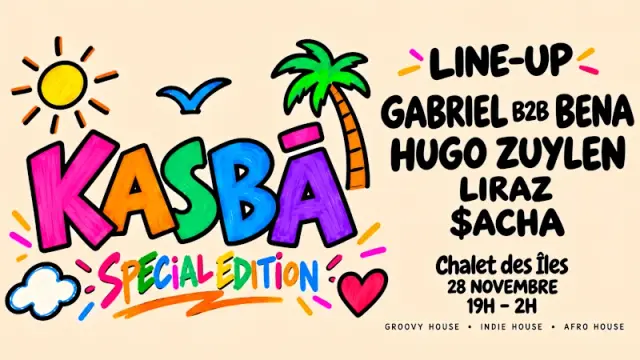 KASBĀ
SPECIAL EDITION
LINE-UP
GABRIEL B2B BENA
HUGO ZUYLEN
LIRAZ
$ACHA
Chalet des Îles
28 NOVEMBRE
19H – 2H
GROOVY HOUSE • INDIE HOUSE • AFRO HOUSE